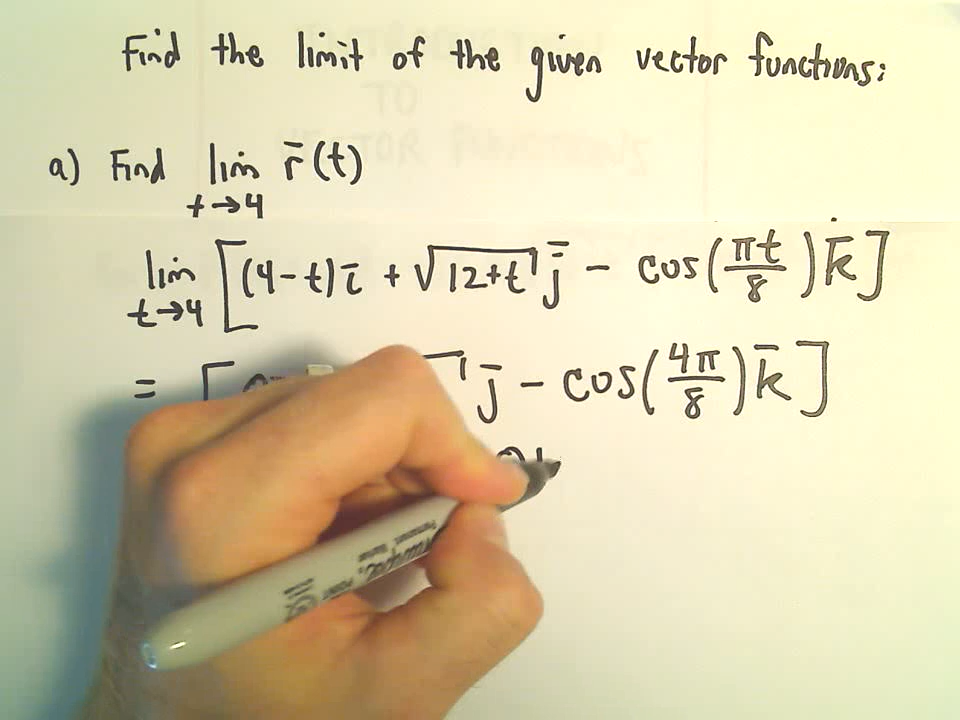 Find the limit of the given vector functions:
a) Find lim r̄(t)
t→4
lim [(4-t)ī + √(12+t) j̄ - cos(πt/8) k̄]
t→4
= [ j̄ - cos(4π/8) k̄]